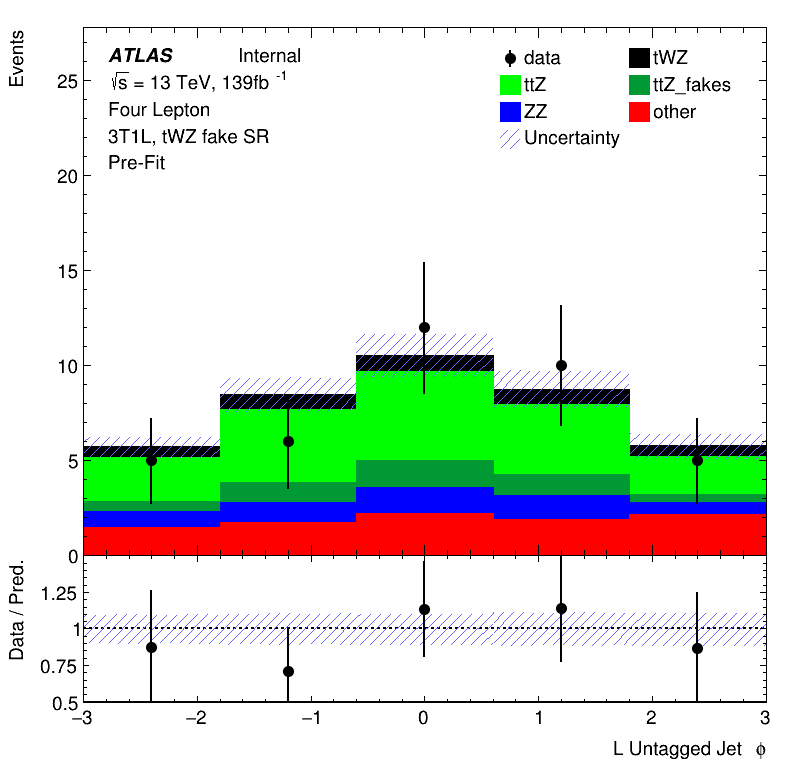 Events
ATLAS Internal
√s = 13 TeV, 139fb -1
Four Lepton
3T1L, tWZ fake SR
Pre-Fit
data tWZ
ttZ ttZ_fakes
ZZ other
Uncertainty
25
20
15
10
5
0
Data / Pred.
1.25
1
0.75
0.5
−3 −2 −1 0 1 2 3
L Untagged Jet ϕ